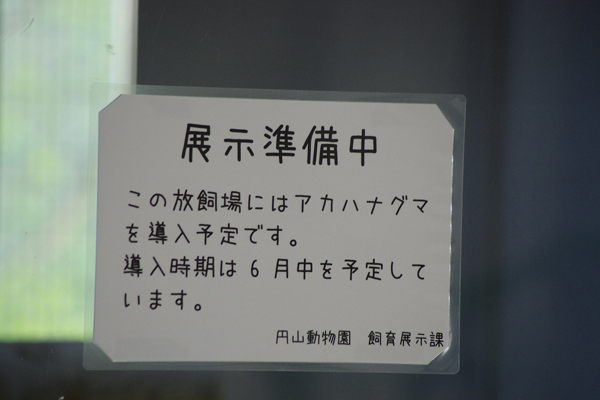 展示準備中
この放飼場にはアカハナグマ
を導入予定です。
導入時期は6月中を予定して
います。
円山動物園　飼育展示課